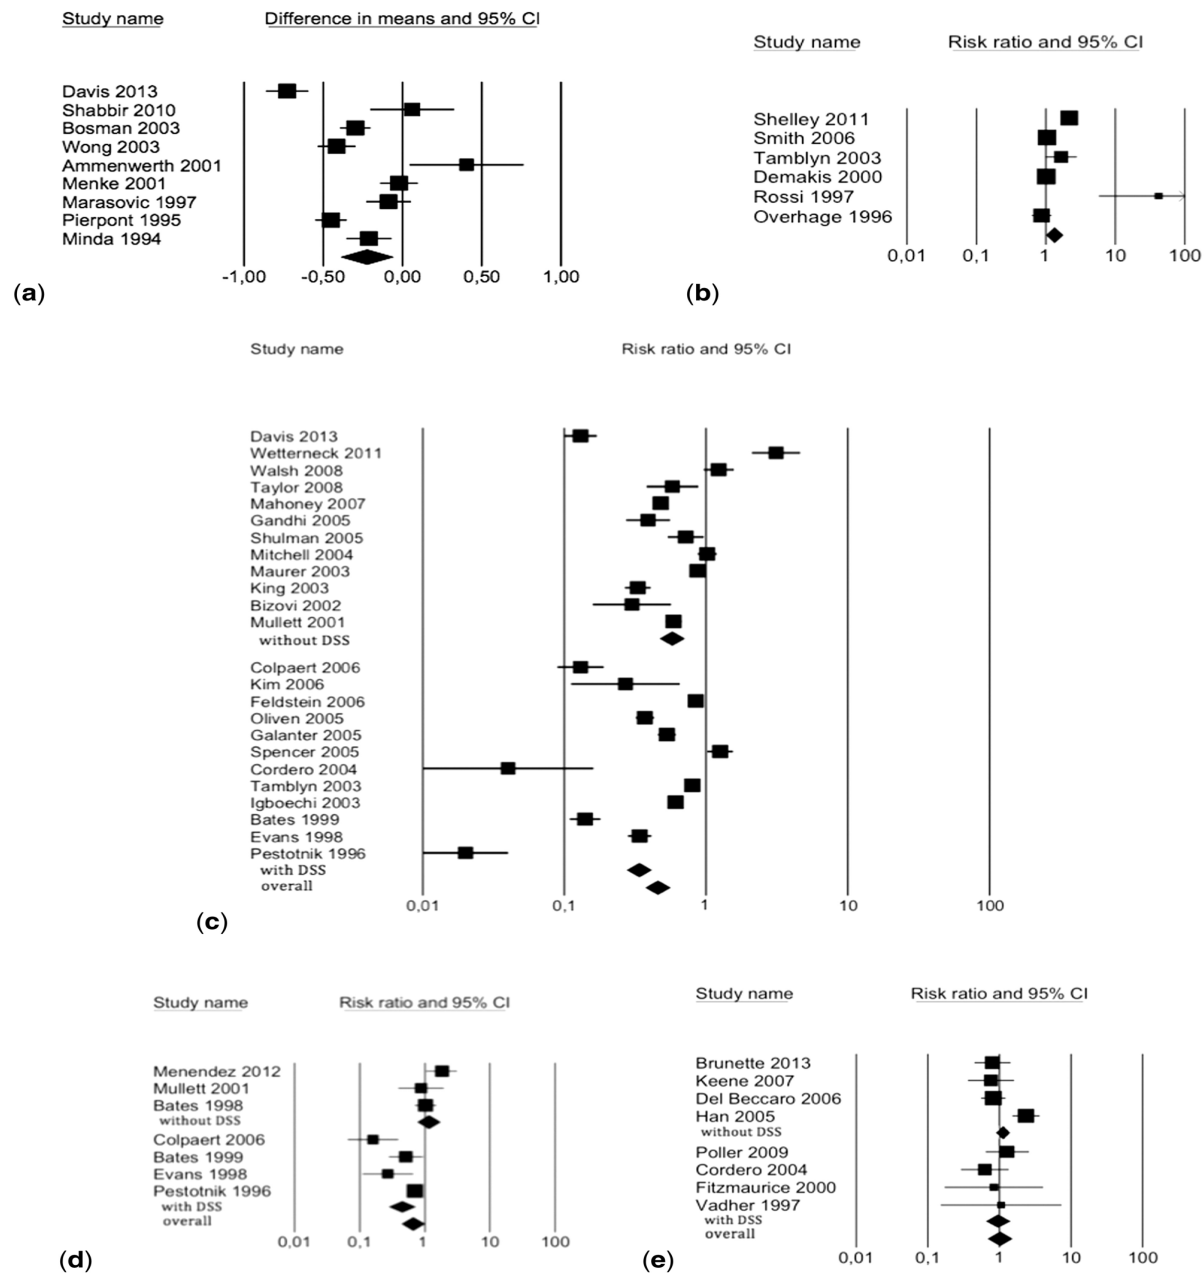 Study name Difference in means and 95% CI
Davis 2013
Shabbir 2010
Bosman 2003
Wong 2003
Ammenwerth 2001
Menke 2001
Marasovic 1997
Pierpont 1995
Minda 1994
-1,00 -0,50 0,00 0,50 1,00
(a)
Study name Risk ratio and 95% CI
Shelley 2011
Smith 2006
Tamblyn 2003
Demakis 2000
Rossi 1997
Overhage 1996
0,01 0,1 1 10 100
(b)
Study name Risk ratio and 95% CI
Davis 2013
Wetterneck 2011
Walsh 2008
Taylor 2008
Mahoney 2007
Gandhi 2005
Shulman 2005
Mitchell 2004
Maurer 2003
King 2003
Bizovi 2002
Mullett 2001
without DSS
Colpaert 2006
Kim 2006
Feldstein 2006
Oliven 2005
Galanter 2005
Spencer 2005
Cordero 2004
Tamblyn 2003
Igboechi 2003
Bates 1999
Evans 1998
Pestotnik 1996
with DSS
overall
0,01 0,1 1 10 100
(c)
Study name Risk ratio and 95% CI
Menendez 2012
Mullett 2001
Bates 1998
without DSS
Colpaert 2006
Bates 1999
Evans 1998
Pestotnik 1996
with DSS
overall
0,01 0,1 1 10 100
(d)
Study name Risk ratio and 95% CI
Brunette 2013
Keene 2007
Del Beccaro 2006
Han 2005
without DSS
Poller 2009
Cordero 2004
Fitzmaurice 2000
Vadher 1997
with DSS
overall
0,01 0,1 1 10 100
(e)